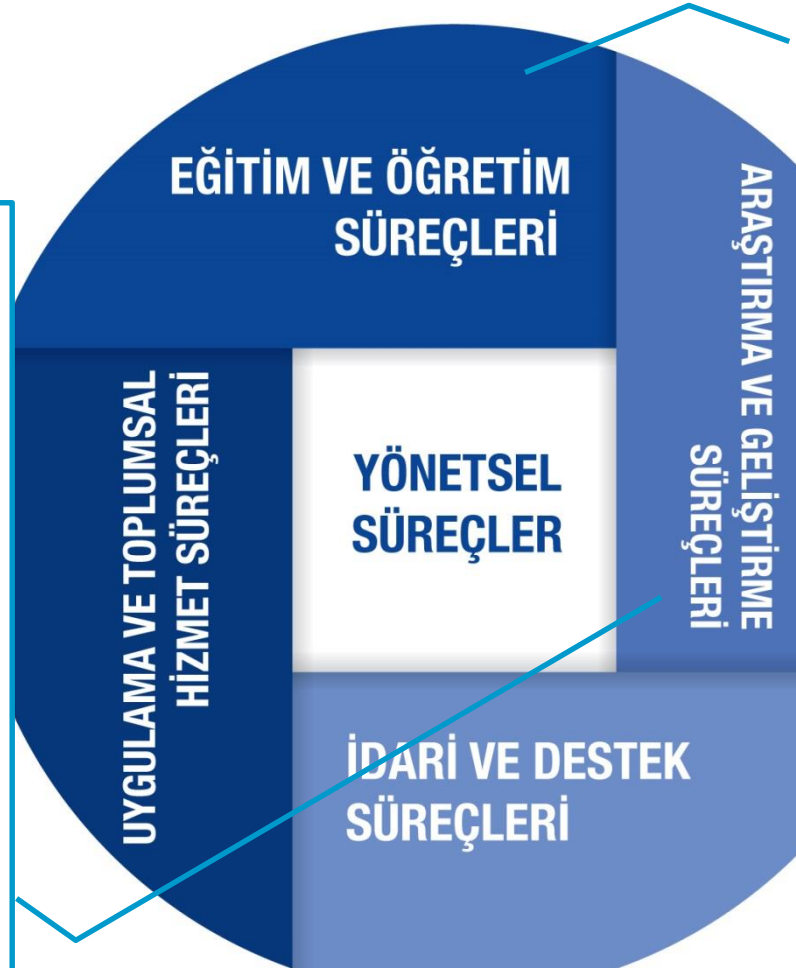 EĞİTİM VE ÖĞRETİM
SÜREÇLERİ
ARAŞTIRMA VE GELİŞTİRME
SÜREÇLERİ
UYGULAMA VE TOPLUMSAL
HİZMET SÜREÇLERİ
YÖNETSEL
SÜREÇLER
İDARİ VE DESTEK
SÜREÇLERİ